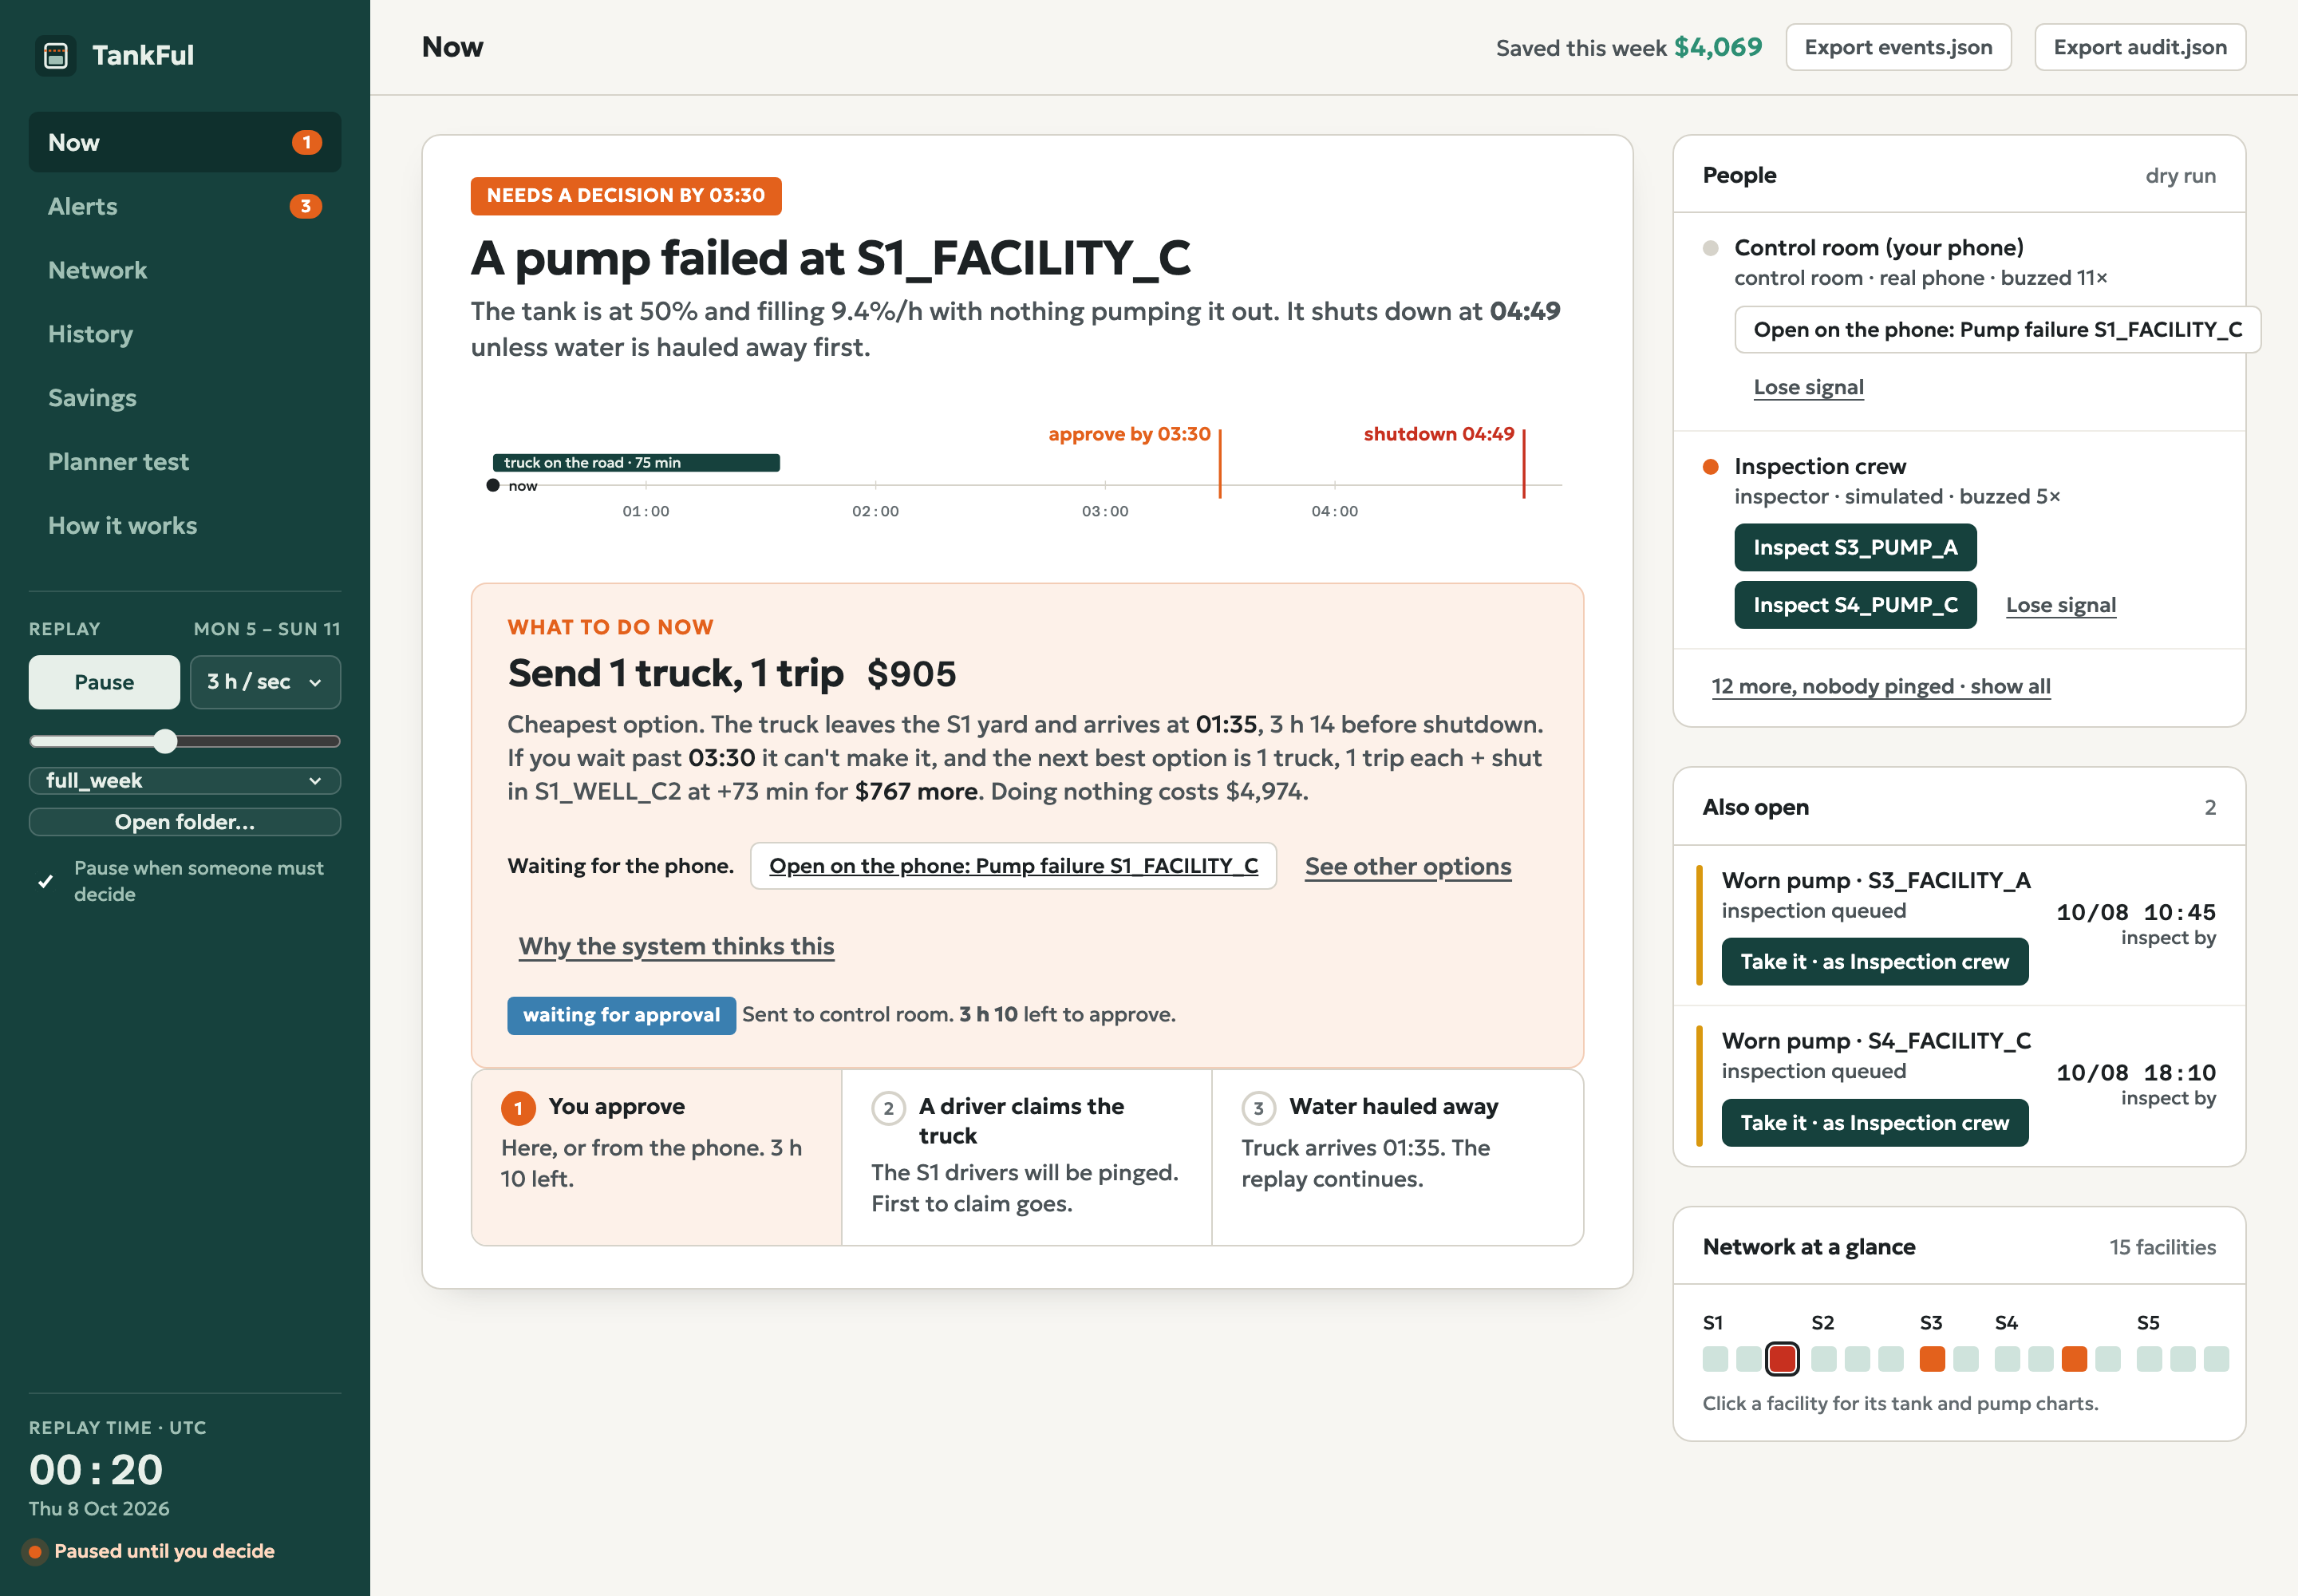 TankFul
Now 1
Alerts 3
Network
History
Savings
Planner test
How it works
REPLAY MON 5 – SUN 11
Pause 3 h / sec
full_week
Open folder...
Pause when someone must
decide
REPLAY TIME · UTC
00:20
Thu 8 Oct 2026
Paused until you decide
Now
Saved this week $4,069
Export events.json
Export audit.json
NEEDS A DECISION BY 03:30
A pump failed at S1_FACILITY_C
The tank is at 50% and filling 9.4%/h with nothing pumping it out. It shuts down at 04:49
unless water is hauled away first.
approve by 03:30 shutdown 04:49
truck on the road · 75 min
now
01:00 02:00 03:00 04:00
WHAT TO DO NOW
Send 1 truck, 1 trip $905
Cheapest option. The truck leaves the S1 yard and arrives at 01:35, 3 h 14 before shutdown.
If you wait past 03:30 it can't make it, and the next best option is 1 truck, 1 trip each + shut
in S1_WELL_C2 at +73 min for $767 more. Doing nothing costs $4,974.
Waiting for the phone. Open on the phone: Pump failure S1_FACILITY_C See other options
Why the system thinks this
waiting for approval Sent to control room. 3 h 10 left to approve.
1 You approve
Here, or from the phone. 3 h
10 left.
2 A driver claims the
truck
The S1 drivers will be pinged.
First to claim goes.
3 Water hauled away
Truck arrives 01:35. The
replay continues.
People dry run
Control room (your phone)
control room · real phone · buzzed 11×
Open on the phone: Pump failure S1_FACILITY_C
Lose signal
Inspection crew
inspector · simulated · buzzed 5×
Inspect S3_PUMP_A
Inspect S4_PUMP_C Lose signal
12 more, nobody pinged · show all
Also open 2
Worn pump · S3_FACILITY_A
inspection queued
10/08 10:45
inspect by
Take it · as Inspection crew
Worn pump · S4_FACILITY_C
inspection queued
10/08 18:10
inspect by
Take it · as Inspection crew
Network at a glance 15 facilities
S1 S2 S3 S4 S5
Click a facility for its tank and pump charts.